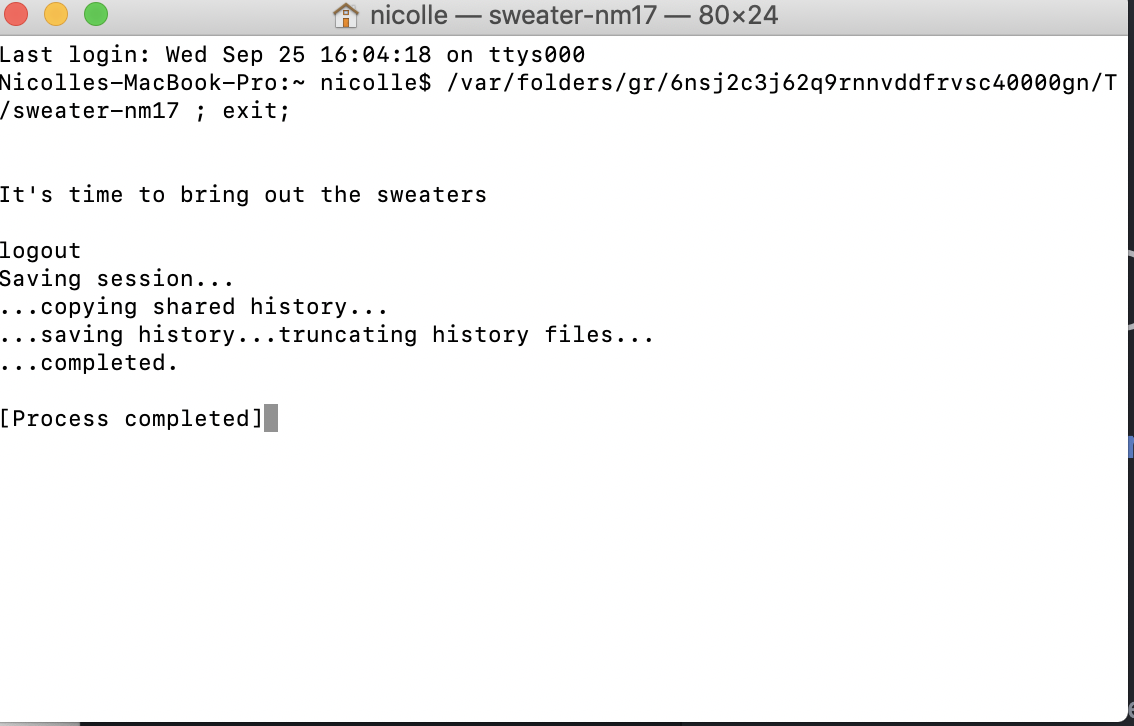 nicolle — sweater-nm17 — 80×24
Last login: Wed Sep 25 16:04:18 on ttys000
Nicolles-MacBook-Pro:~ nicolle$ /var/folders/gr/6nsj2c3j62q9rnnvddfrvsc40000gn/T
/sweater-nm17 ; exit;
It's time to bring out the sweaters
logout
Saving session...
...copying shared history...
...saving history...truncating history files...
...completed.
[Process completed]